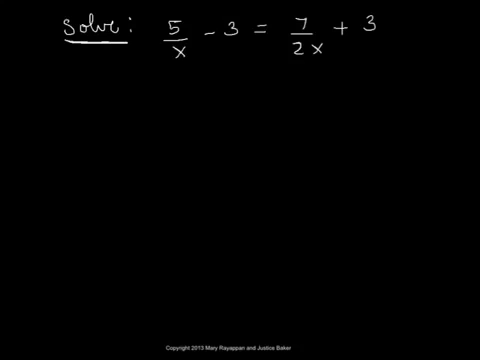 Solve: 5/x - 3 = 7/2x + 3
Copyright 2013 Mary Rayappan and Justice Baker